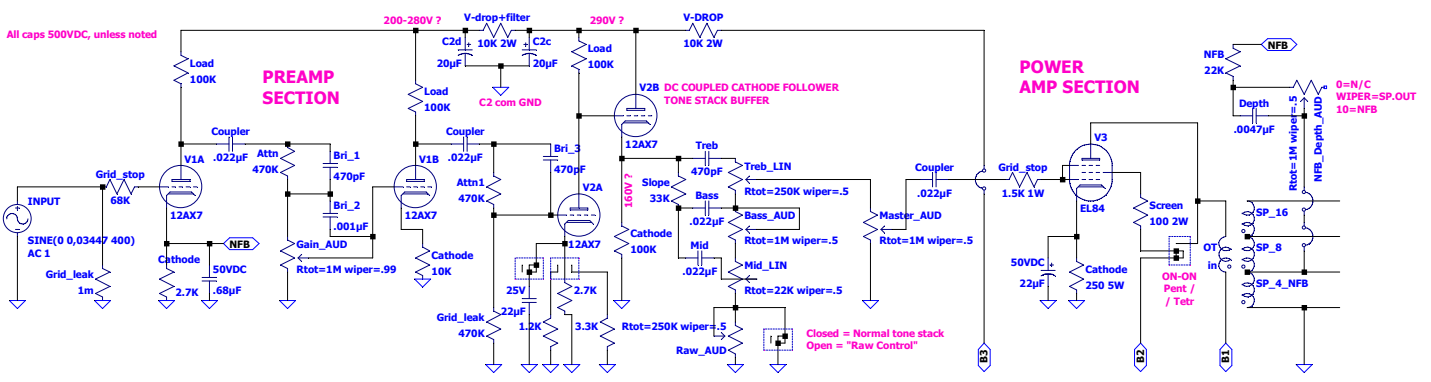 All caps 500VDC, unless noted
200-280V ?
V-drop+filter
10K 2W
C2d
20µF
C2c
20µF
C2 com GND
290V ?
V-DROP
10K 2W
Load
100K
PREAMP
SECTION
Load
100K
Load
100K
V2B
DC COUPLED CATHODE FOLLOWER
TONE STACK BUFFER
12AX7
POWER
AMP SECTION
NFB
22K
NFB
Depth
.0047µF
Rtot=1M wiper=.5
NFB_Depth_AUD
0=N/C
WIPER=SP.OUT
10=NFB
INPUT
SINE(0 0,03447 400)
AC 1
Grid_stop
68K
Grid_leak
1m
V1A
12AX7
Cathode
2.7K
NFB
50VDC
.68µF
Coupler
.022µF
Attn
470K
Bri_1
470pF
Bri_2
.001µF
Gain_AUD
Rtot=1M wiper=.99
V1B
12AX7
Cathode
10K
Coupler
.022µF
Attn1
470K
Bri_3
470pF
Grid_leak
470K
V2A
12AX7
25V
22µF
1.2K
2.7K
3.3K
160V ?
Cathode
100K
Slope
33K
Treb
470pF
Treb_LIN
Rtot=250K wiper=.5
Bass
.022µF
Bass_AUD
Rtot=1M wiper=.5
Mid
.022µF
Mid_LIN
Rtot=22K wiper=.5
Rtot=250K wiper=.5
Raw_AUD
Closed = Normal tone stack
Open = "Raw Control"
Master_AUD
Rtot=1M wiper=.5
Coupler
.022µF
B3
Grid_stop
1.5K 1W
V3
EL84
50VDC
22µF
Cathode
250 5W
Screen
100 2W
ON-ON
Pent /
/ Tetr
B2
B1
OT
in
SP_16
SP_8
SP_4_NFB